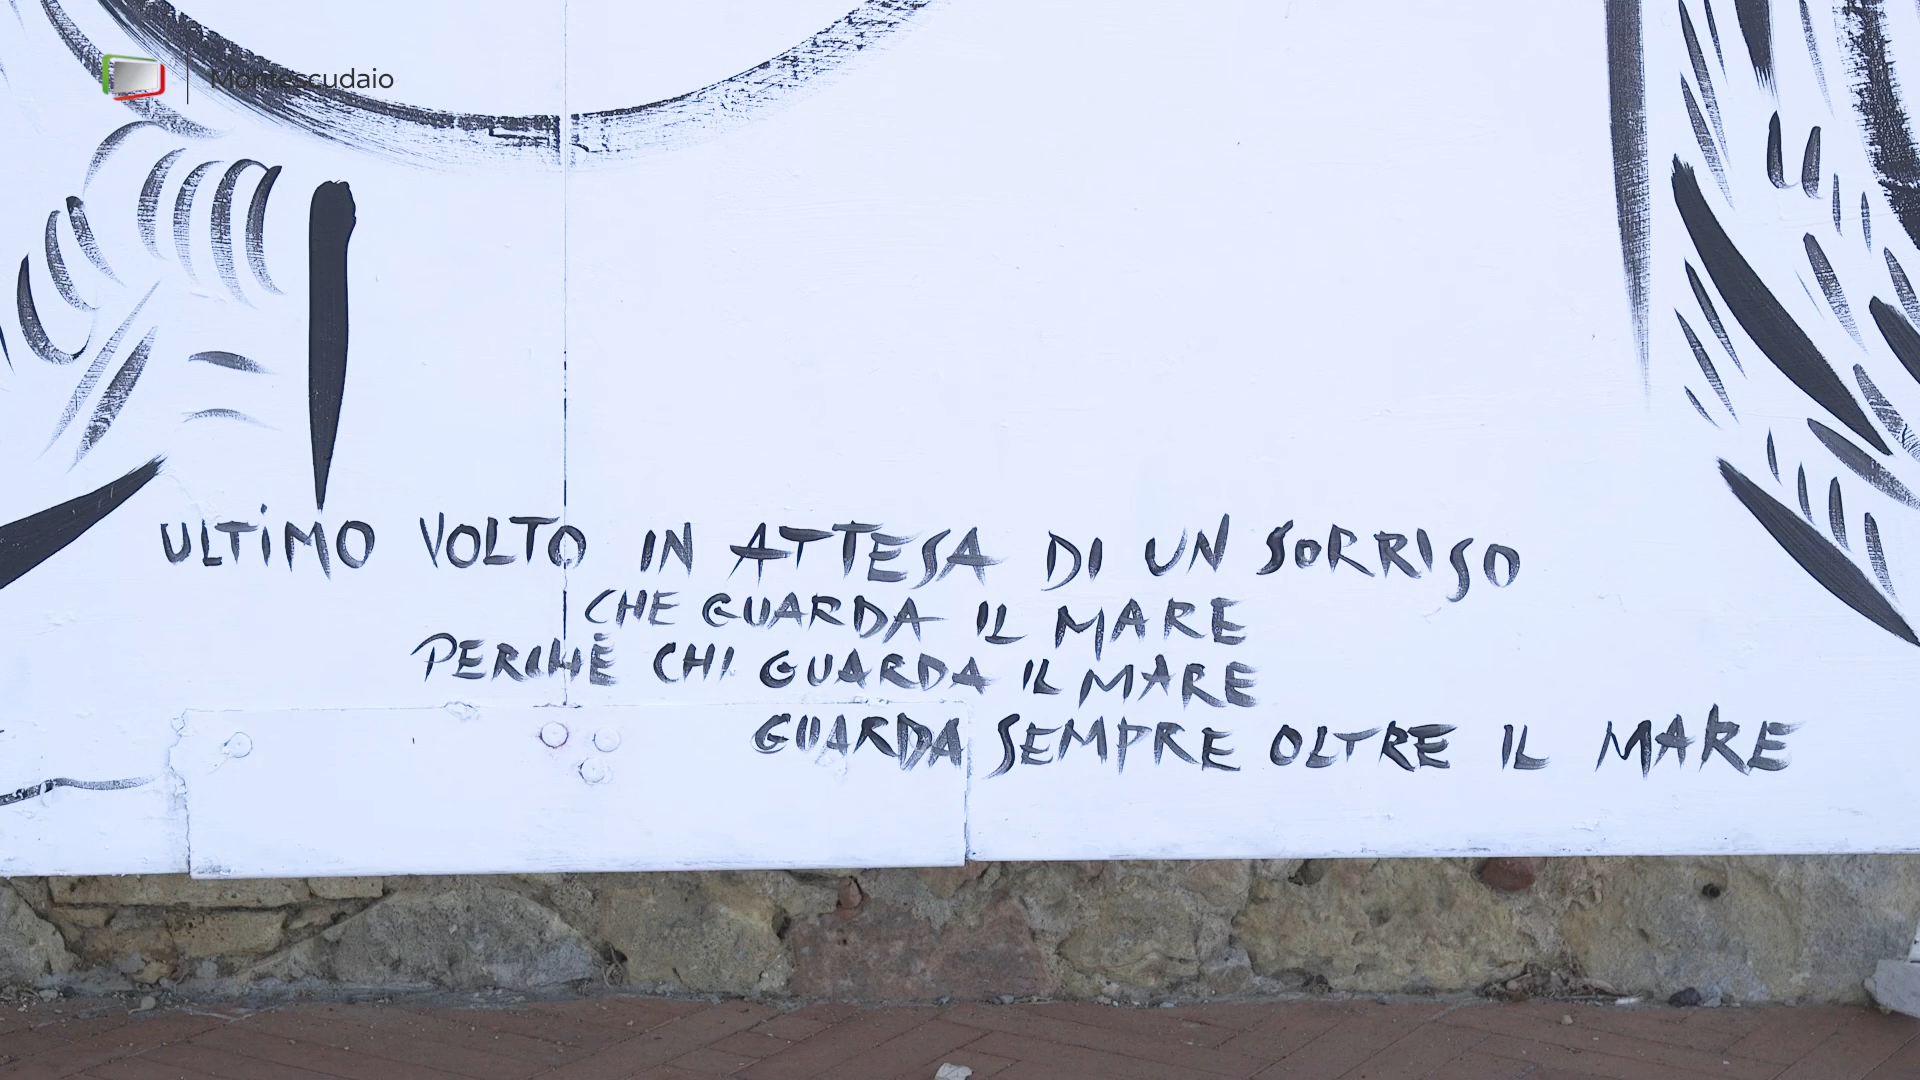 Montescudaio
ULTIMO VOLTO IN ATTESA DI UN SORRISO
CHE GUARDA IL MARE
PERCHÈ CHI GUARDA IL MARE
GUARDA SEMPRE OLTRE IL MARE